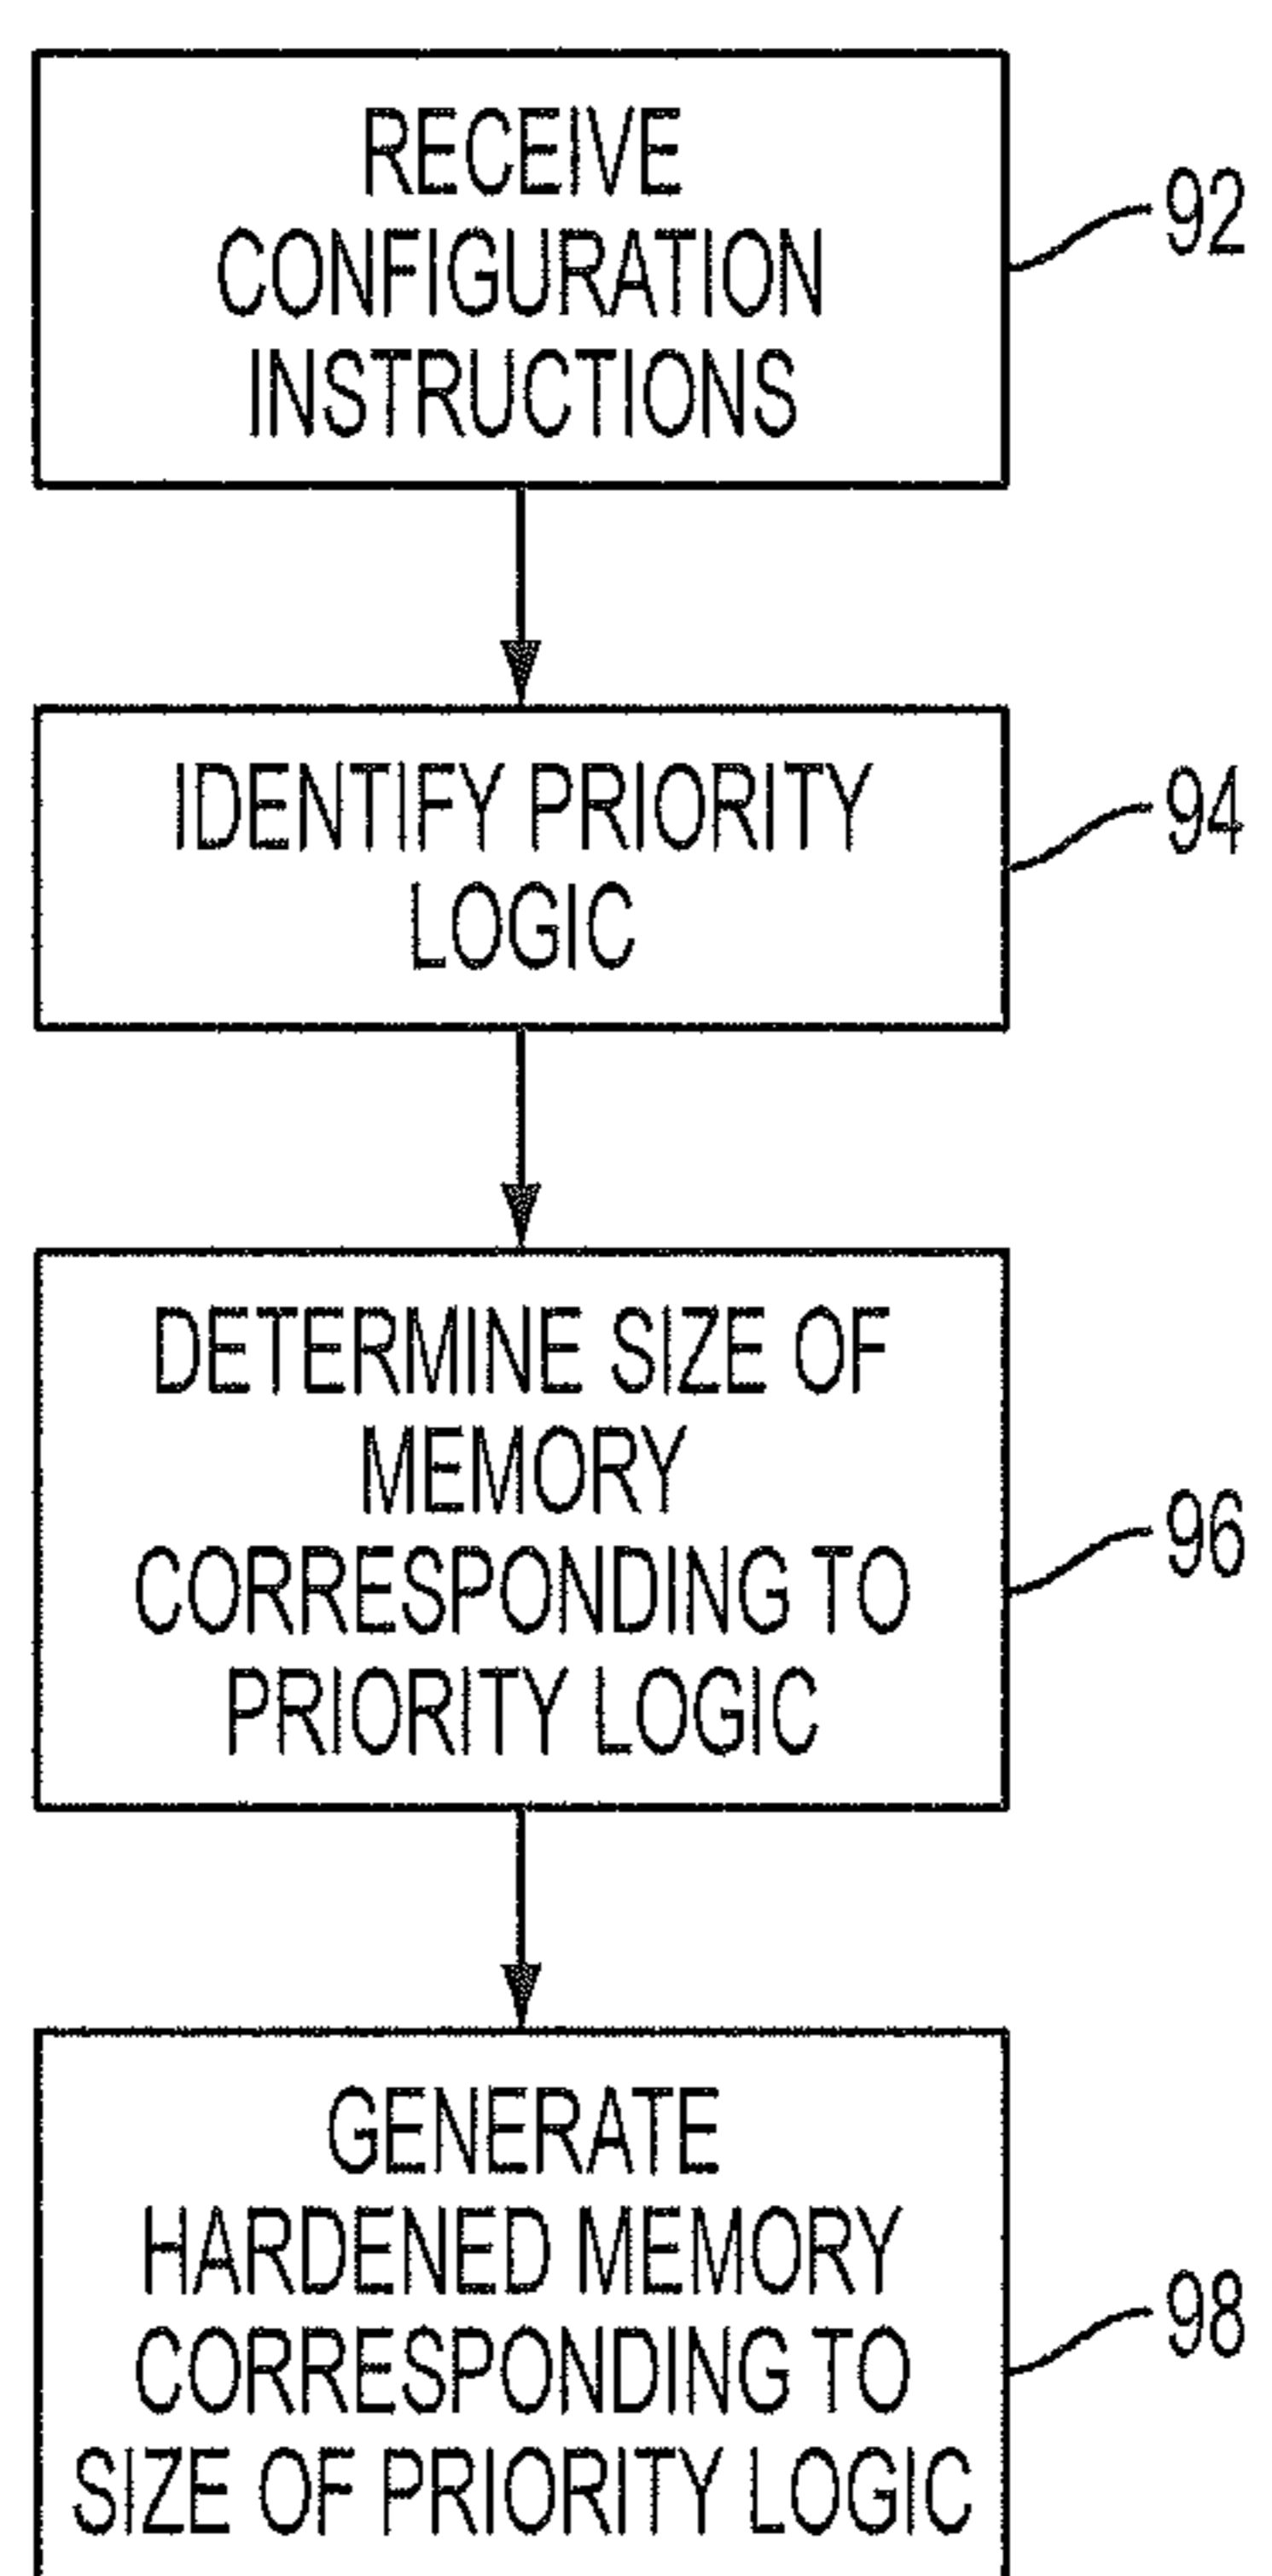 RECEIVE
CONFIGURATION
INSTRUCTIONS
92
IDENTIFY PRIORITY
LOGIC
94
DETERMINE SIZE OF
MEMORY
CORRESPONDING TO
PRIORITY LOGIC
96
GENERATE
HARDENED MEMORY
CORRESPONDING TO
SIZE OF PRIORITY LOGIC
98